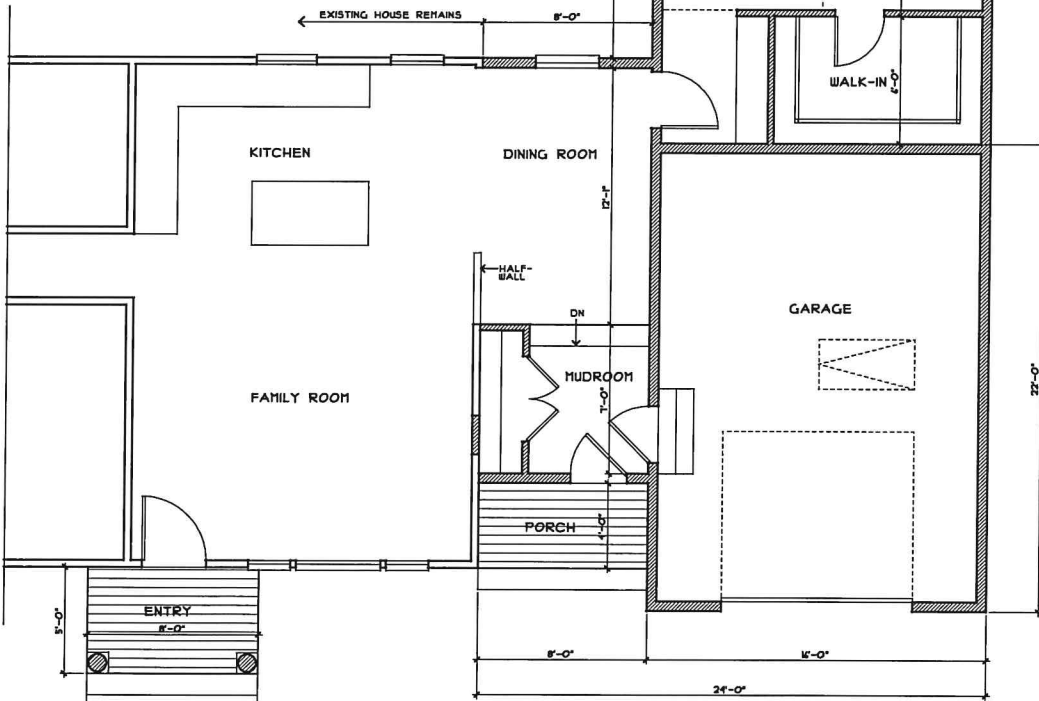 EXISTING HOUSE REMAINS
8'-0"
WALK-IN
6'-0"
KITCHEN
DINING ROOM
12'-1"
HALF-
WALL
DN
GARAGE
MUDROOM
7'-0"
22'-0"
FAMILY ROOM
PORCH
4'-0"
ENTRY
8'-0"
5'-0"
8'-0"
16'-0"
24'-0"